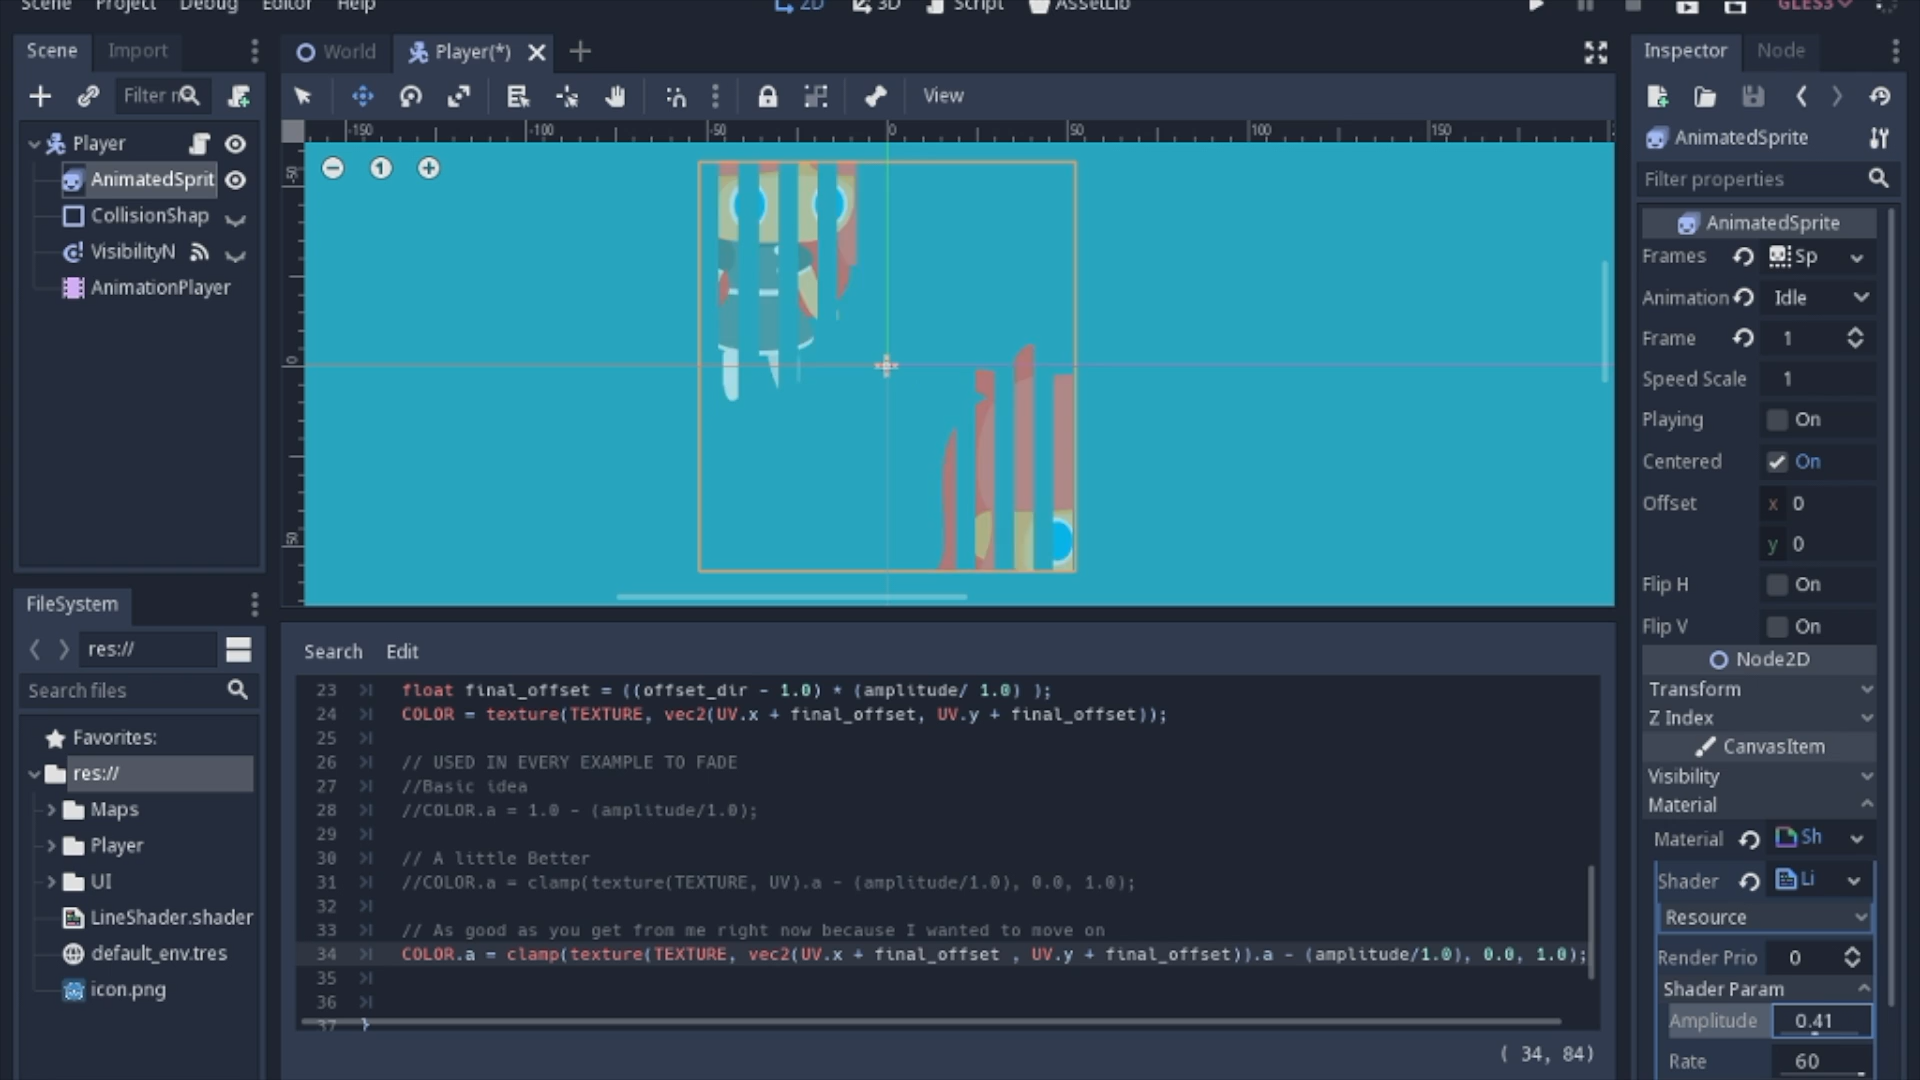 Scene Project Debug Editor Help
2D 3D Script AssetLib
GLES3
Scene Import
Filter n
Player
AnimatedSprit
CollisionShap
VisibilityN
AnimationPlayer
World Player(*)
View
-150 -100 -50 0 50 100 150
-50
0
50
1
FileSystem
res://
Search files
Favorites:
res://
Maps
Player
UI
LineShader.shader
default_env.tres
icon.png
Search Edit
23 float final_offset = ((offset_dir - 1.0) * (amplitude/ 1.0) );
24 COLOR = texture(TEXTURE, vec2(UV.x + final_offset, UV.y + final_offset));
25
26 // USED IN EVERY EXAMPLE TO FADE
27 //Basic idea
28 //COLOR.a = 1.0 - (amplitude/1.0);
29
30 // A little Better
31 //COLOR.a = clamp(texture(TEXTURE, UV).a - (amplitude/1.0), 0.0, 1.0);
32
33 // As good as you get from me right now because I wanted to move on
34 COLOR.a = clamp(texture(TEXTURE, vec2(UV.x + final_offset , UV.y + final_offset)).a - (amplitude/1.0), 0.0, 1.0);
35
36
37 }
( 34, 84)
Inspector Node
AnimatedSprite
Filter properties
AnimatedSprite
Frames Sp
Animation Idle
Frame 1
Speed Scale 1
Playing On
Centered On
Offset x 0
y 0
Flip H On
Flip V On
Node2D
Transform
Z Index
CanvasItem
Visibility
Material
Material Sh
Shader Li
Resource
Render Prio 0
Shader Param
Amplitude 0.41
Rate 60